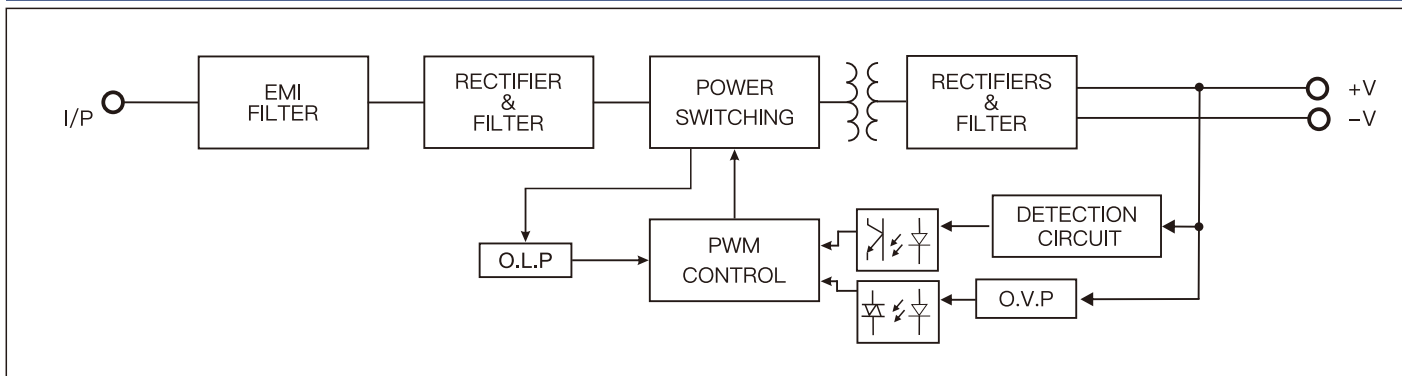 I/P
EMI
FILTER
RECTIFIER
&
FILTER
POWER
SWITCHING
RECTIFIERS
&
FILTER
+V
−V
O.L.P
PWM
CONTROL
DETECTION
CIRCUIT
O.V.P